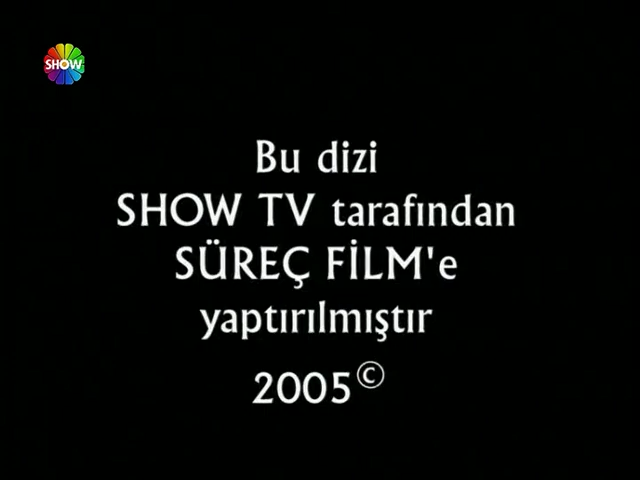 SHOW
Bu dizi
SHOW TV tarafından
SÜREÇ FİLM'e
yaptırılmıştır
2005©